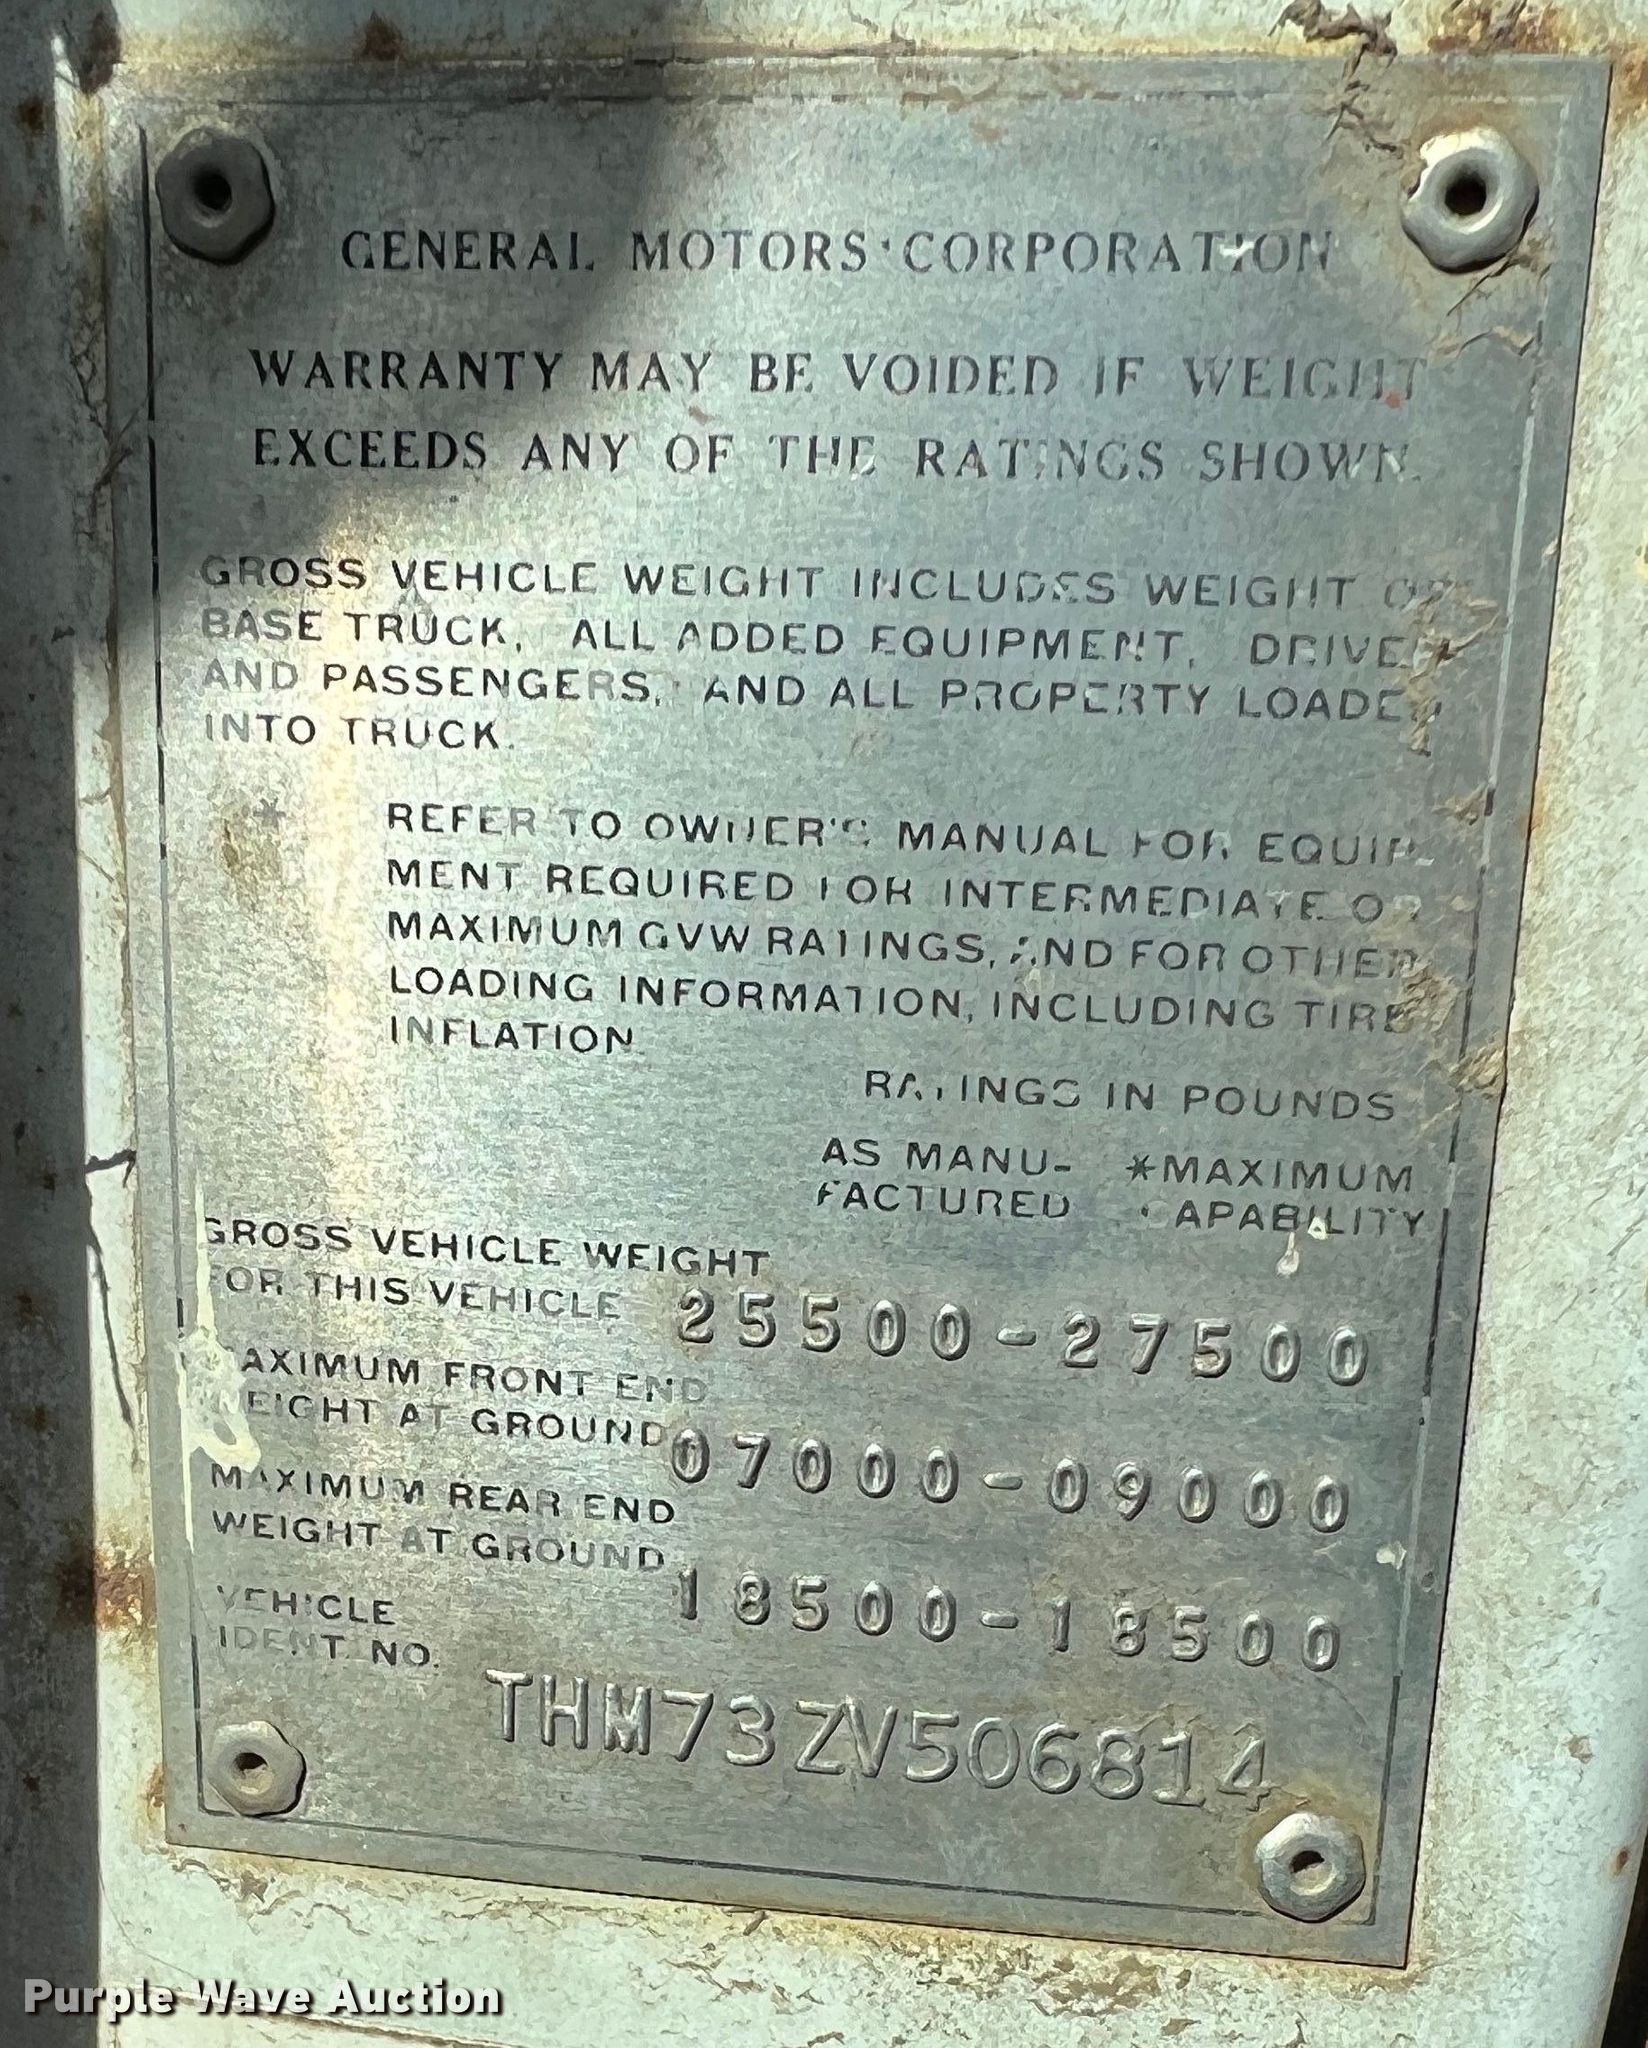 GENERAL MOTORS CORPORATION
WARRANTY MAY BE VOIDED IF WEIGHT
EXCEEDS ANY OF THE RATINGS SHOWN.
GROSS VEHICLE WEIGHT INCLUDES WEIGHT OF
BASE TRUCK, ALL ADDED EQUIPMENT, DRIVER
AND PASSENGERS, AND ALL PROPERTY LOADED
INTO TRUCK.
* REFER TO OWNER'S MANUAL FOR EQUIP-
MENT REQUIRED FOR INTERMEDIATE OR
MAXIMUM GVW RATINGS, AND FOR OTHER
LOADING INFORMATION, INCLUDING TIRE
INFLATION.
RATINGS IN POUNDS
AS MANU- *MAXIMUM
FACTURED CAPABILITY
GROSS VEHICLE WEIGHT
FOR THIS VEHICLE 25500-27500
MAXIMUM FRONT END
WEIGHT AT GROUND 07000-09000
MAXIMUM REAR END
WEIGHT AT GROUND 18500-18500
VEHICLE
IDENT. NO.
THM73ZV506814
Purple Wave Auction